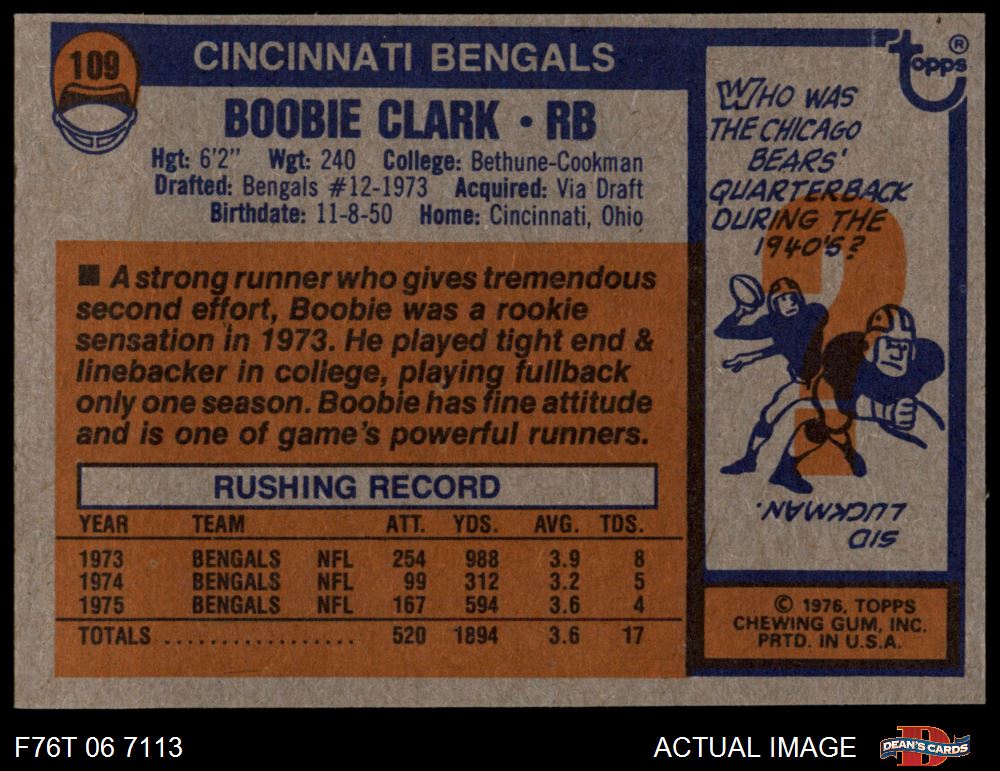 109
CINCINNATI BENGALS
BOOBIE CLARK • RB
Hgt: 6'2" Wgt: 240 College: Bethune-Cookman
Drafted: Bengals #12-1973 Acquired: Via Draft
Birthdate: 11-8-50 Home: Cincinnati, Ohio
■ A strong runner who gives tremendous
second effort, Boobie was a rookie
sensation in 1973. He played tight end &
linebacker in college, playing fullback
only one season. Boobie has fine attitude
and is one of game's powerful runners.
RUSHING RECORD
YEAR TEAM ATT. YDS. AVG. TDS.
1973 BENGALS NFL 254 988 3.9 8
1974 BENGALS NFL 99 312 3.2 5
1975 BENGALS NFL 167 594 3.6 4
TOTALS .................. 520 1894 3.6 17
topps ®
WHO WAS
THE CHICAGO
BEARS'
QUARTERBACK
DURING THE
1940'S?
?
SID
LUCKMAN.
© 1976, TOPPS
CHEWING GUM, INC.
PRTD. IN U.S.A.
F76T 06 7113
ACTUAL IMAGE
DEAN'S CARDS